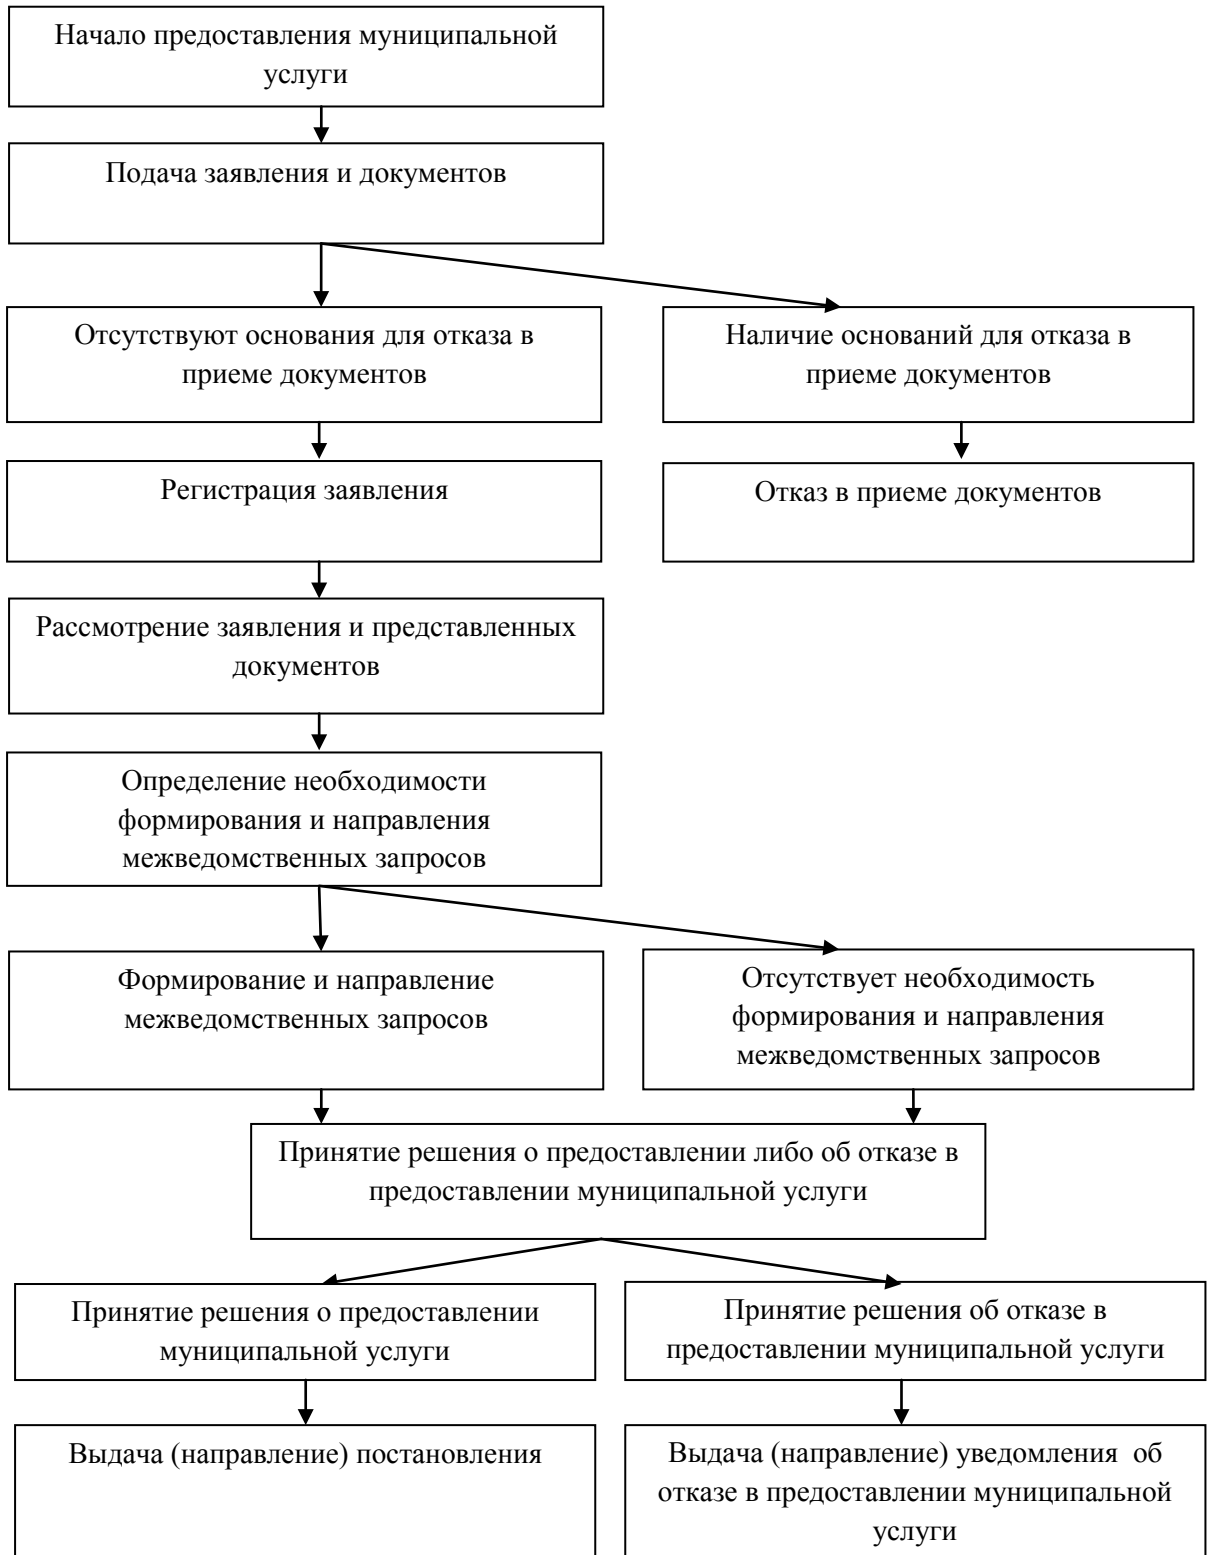 Начало предоставления муниципальной
услуги
Подача заявления и документов
Отсутствуют основания для отказа в
приеме документов
Наличие оснований для отказа в
приеме документов
Регистрация заявления
Отказ в приеме документов
Рассмотрение заявления и представленных
документов
Определение необходимости
формирования и направления
межведомственных запросов
Формирование и направление
межведомственных запросов
Отсутствует необходимость
формирования и направления
межведомственных запросов
Принятие решения о предоставлении либо об отказе в
предоставлении муниципальной услуги
Принятие решения о предоставлении
муниципальной услуги
Принятие решения об отказе в
предоставлении муниципальной услуги
Выдача (направление) постановления
Выдача (направление) уведомления  об
отказе в предоставлении муниципальной
услуги